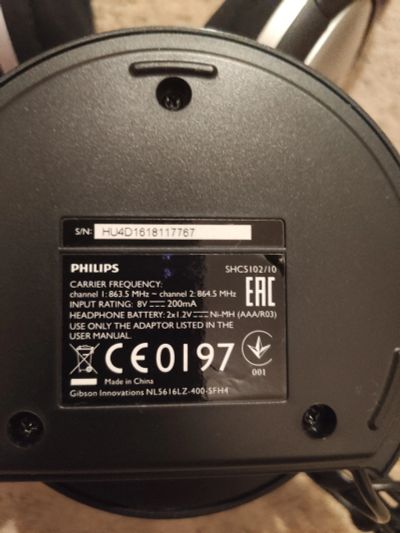 S/N: HU4D1618117767
PHILIPS SHC5102/10
CARRIER FREQUENCY:
channel 1: 863.5 MHz ~ channel 2: 864.5 MHz
INPUT RATING: 8V ⎓ 200mA
HEADPHONE BATTERY: 2x1.2V ⎓ Ni-MH (AAA/R03)
USE ONLY THE ADAPTOR LISTED IN THE
USER MANUAL.
EAC
CE0197
001
Made in China
Gibson Innovations NL5616LZ-400-SFH4